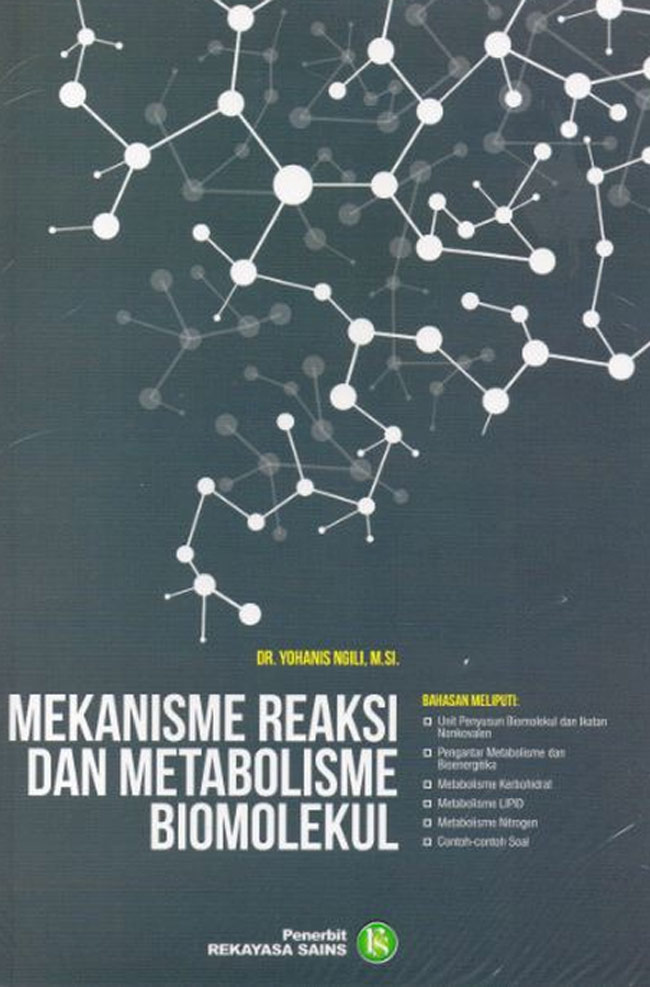 DR. YOHANIS NGILI, M.SI.
MEKANISME REAKSI
DAN METABOLISME
BIOMOLEKUL
BAHASAN MELIPUTI:
Unit Penyusun Biomolekul dan Ikatan
Nonkovalen
Pengantar Metabolisme dan
Bioenergitika
Metabolisme Karbohidrat
Metabolisme LIPID
Metabolisme Nitrogen
Contoh-contoh Soal
Penerbit
REKAYASA SAINS
RS